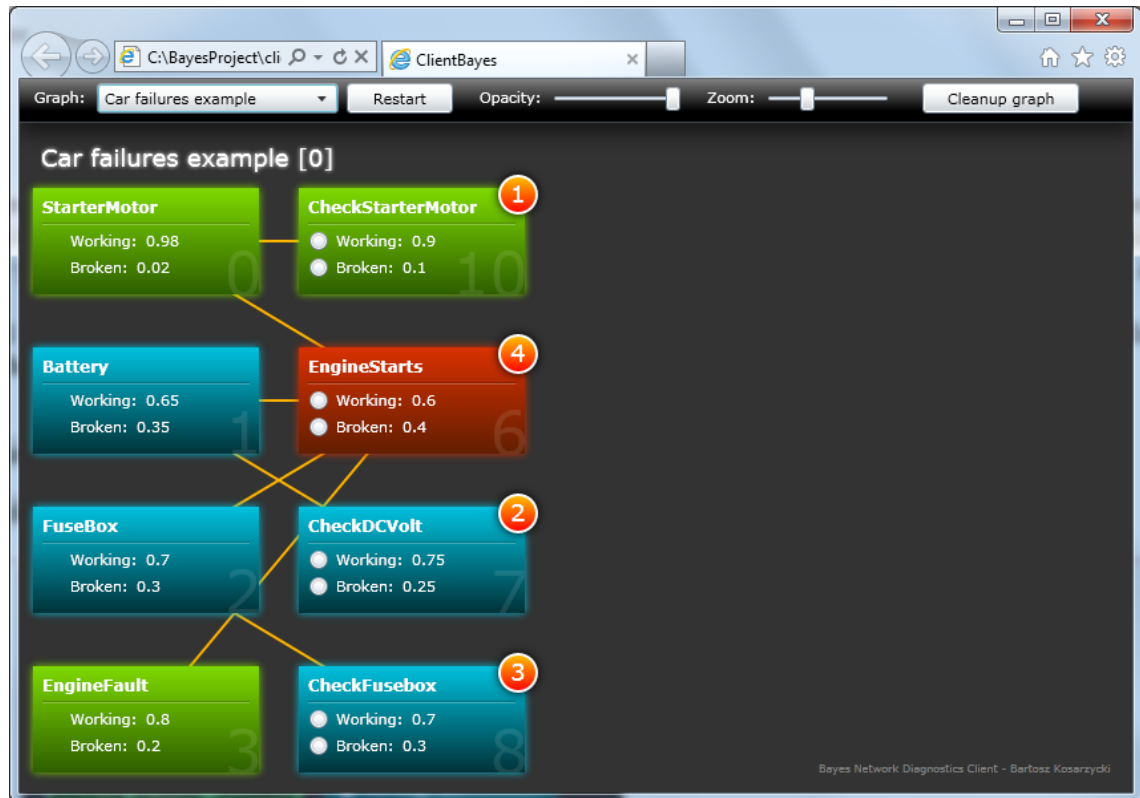 C:\BayesProject\cli
ClientBayes
Graph: Car failures example Restart Opacity: Zoom: Cleanup graph
Car failures example [0]
StarterMotor
Working: 0.98
Broken: 0.02
0
CheckStarterMotor
1
Working: 0.9
Broken: 0.1
10
Battery
Working: 0.65
Broken: 0.35
1
EngineStarts
4
Working: 0.6
Broken: 0.4
6
FuseBox
Working: 0.7
Broken: 0.3
2
CheckDCVolt
2
Working: 0.75
Broken: 0.25
7
EngineFault
Working: 0.8
Broken: 0.2
3
CheckFusebox
3
Working: 0.7
Broken: 0.3
8
Bayes Network Diagnostics Client - Bartosz Kosarzycki